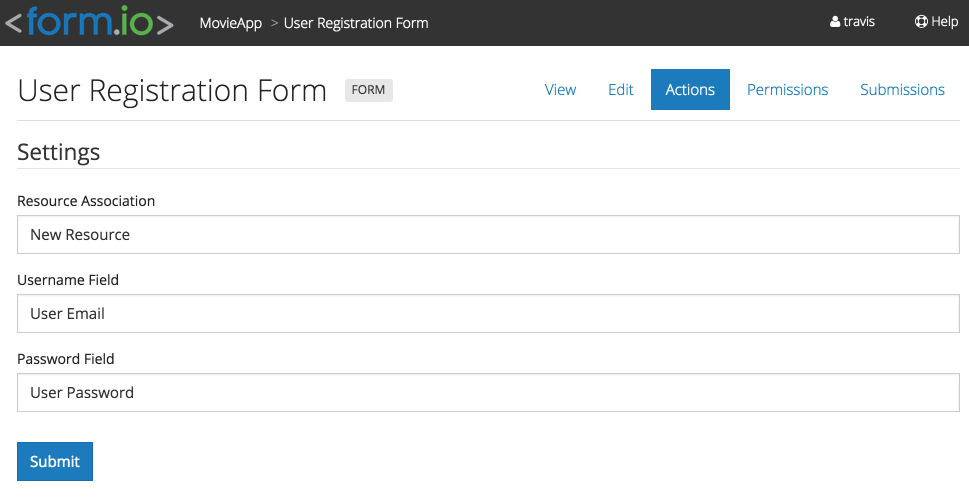 <form.io>
MovieApp > User Registration Form
travis
Help
User Registration Form
FORM
View
Edit
Actions
Permissions
Submissions
Settings
Resource Association
New Resource
Username Field
User Email
Password Field
User Password
Submit